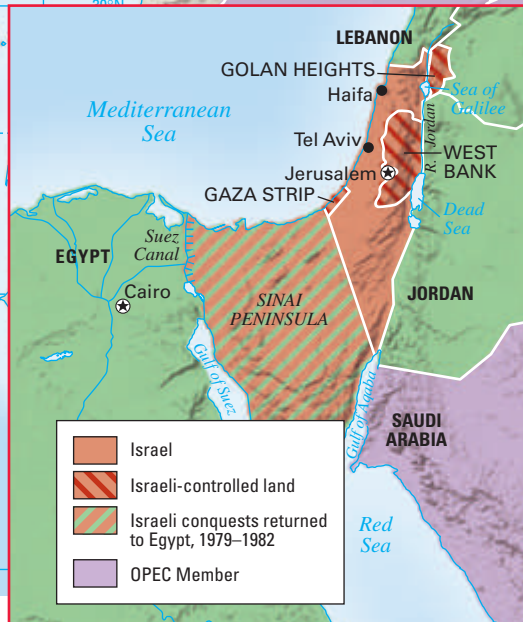 LEBANON
GOLAN HEIGHTS
Haifa
Sea of
Galilee
Mediterranean
Sea
R. Jordan
Tel Aviv
WEST
BANK
Jerusalem
GAZA STRIP
Dead
Sea
Suez
Canal
EGYPT
Cairo
SINAI
PENINSULA
JORDAN
Gulf of Suez
Gulf of Aqaba
SAUDI
ARABIA
Red
Sea
Israel
Israeli-controlled land
Israeli conquests returned
to Egypt, 1979–1982
OPEC Member